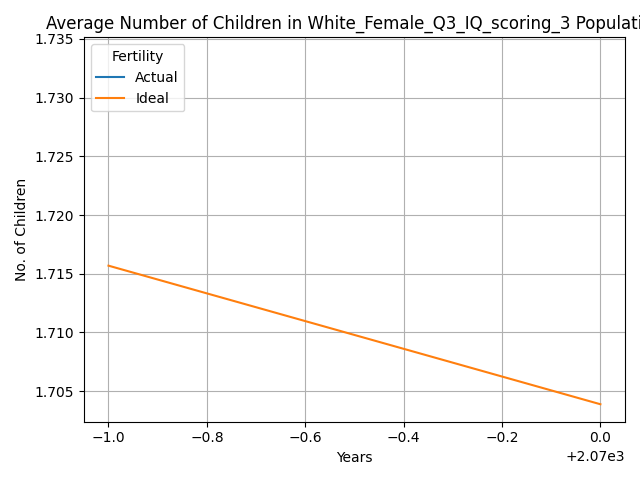 Average Number of Children in White_Female_Q3_IQ_scoring_3 Populati
Fertility
Actual
Ideal
1.735
1.730
1.725
1.720
1.715
1.710
1.705
No. of Children
−1.0 −0.8 −0.6 −0.4 −0.2 0.0
+2.07e3
Years